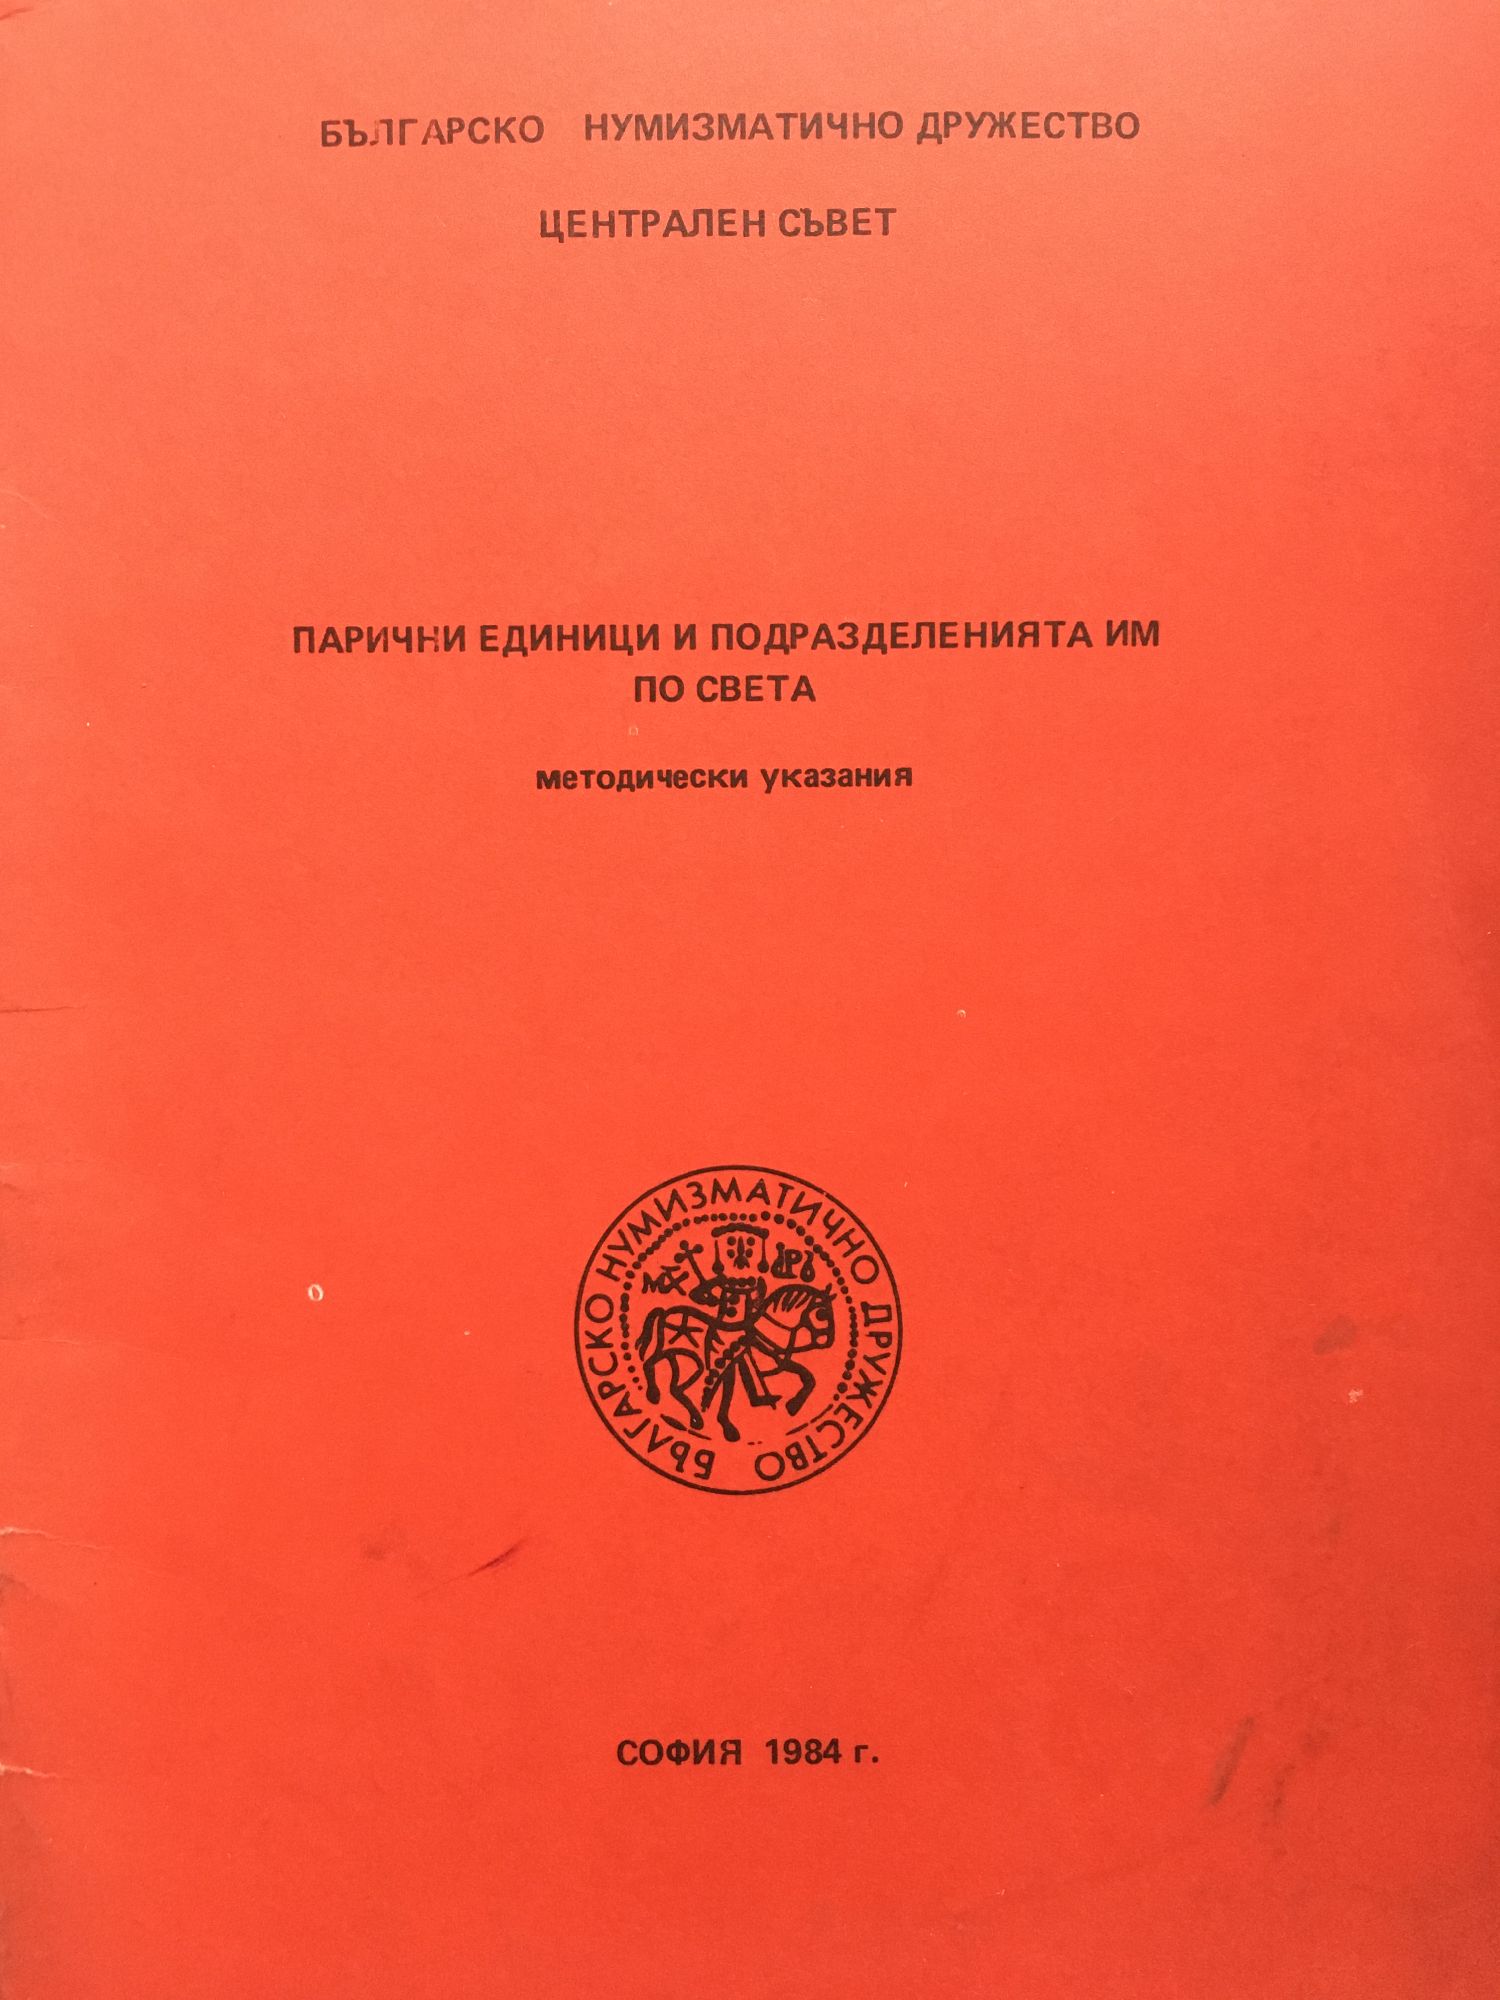 БЪЛГАРСКО НУМИЗМАТИЧНО ДРУЖЕСТВО
ЦЕНТРАЛЕН СЪВЕТ
ПАРИЧНИ ЕДИНИЦИ И ПОДРАЗДЕЛЕНИЯТА ИМ
ПО СВЕТА
методически указания
БЪЛГАРСКО НУМИЗМАТИЧНО ДРУЖЕСТВО
СОФИЯ 1984 г.